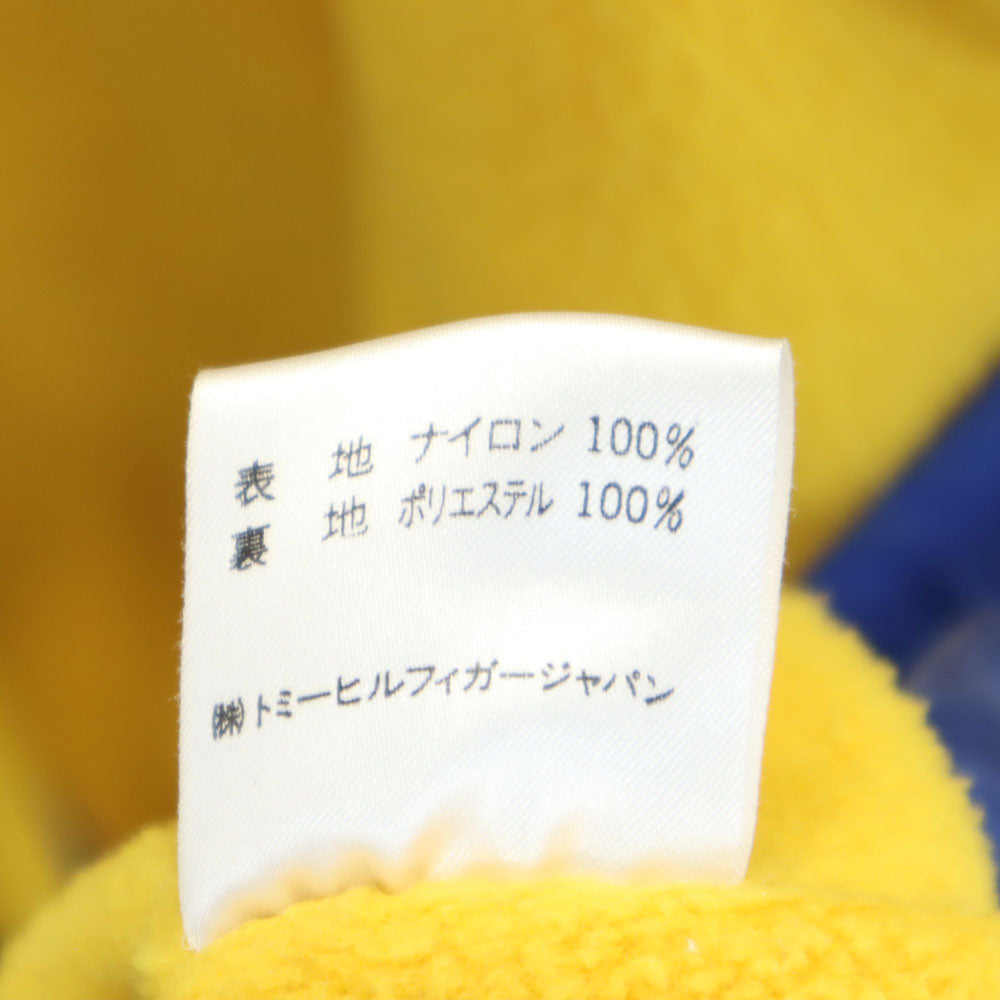 表 地 ナイロン 100%
裏 地 ポリエステル 100%
㈱トミーヒルフィガージャパン